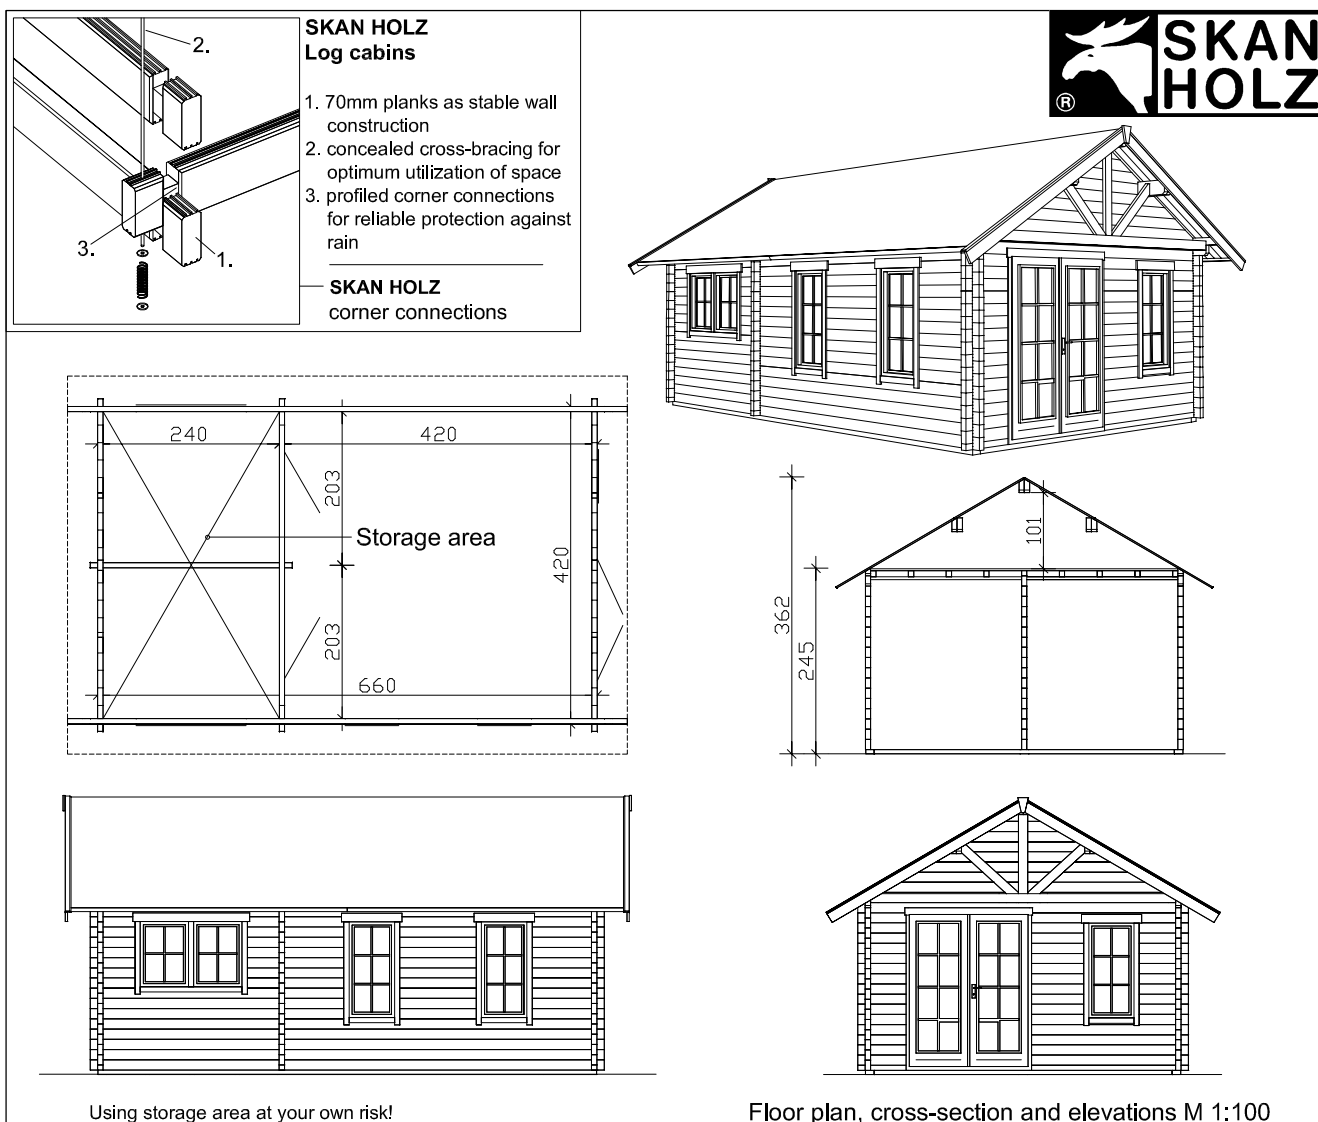 SKAN HOLZ
Log cabins
1. 70mm planks as stable wall
construction
2. concealed cross-bracing for
optimum utilization of space
3. profiled corner connections
for reliable protection against
rain
SKAN HOLZ
corner connections
2.
3.
1.
SKAN
HOLZ
®
240
420
203
Storage area
420
203
660
101
362
245
Using storage area at your own risk!
Floor plan, cross-section and elevations M 1:100